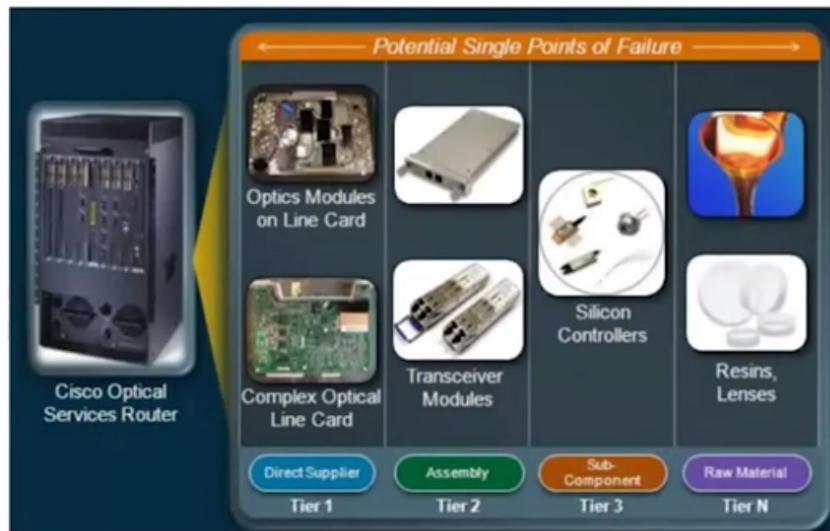 Potential Single Points of Failure
Optics Modules
on Line Card
Complex Optical
Line Card
Transceiver
Modules
Silicon
Controllers
Resins,
Lenses
Cisco Optical
Services Router
Direct Supplier
Assembly
Sub-
Component
Raw Material
Tier 1
Tier 2
Tier 3
Tier N